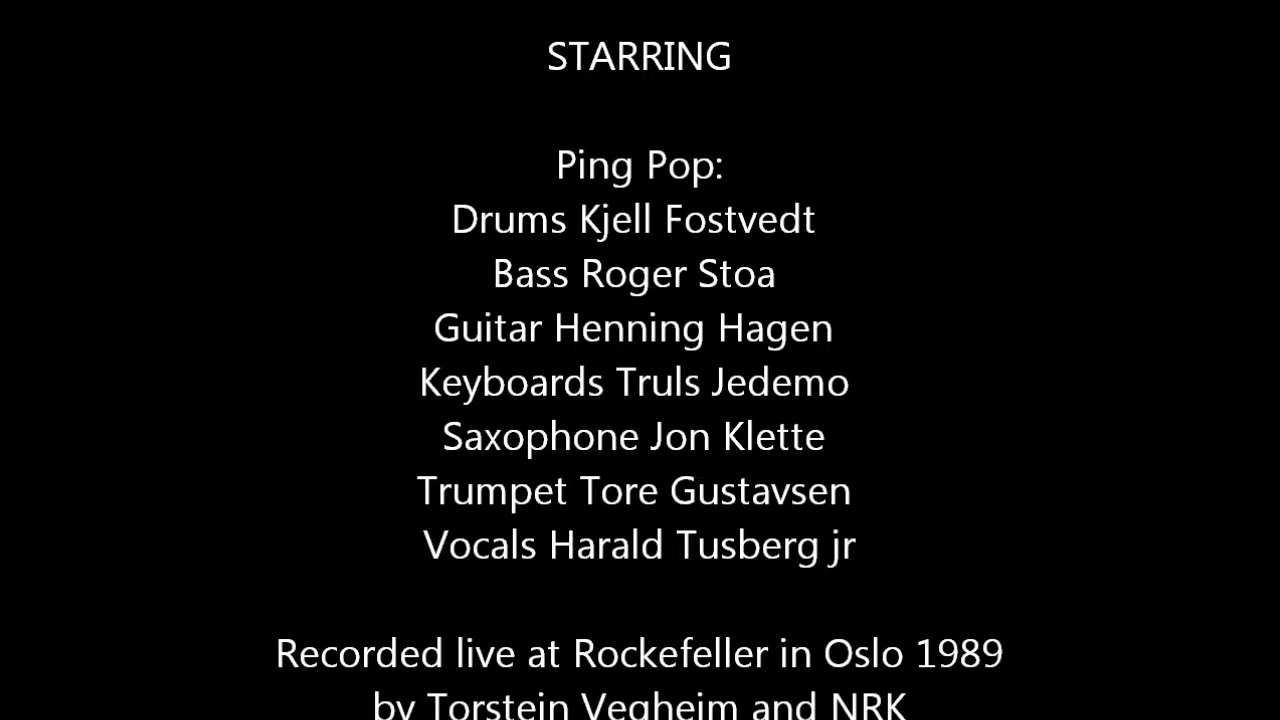 STARRING
Ping Pop:
Drums Kjell Fostvedt
Bass Roger Stoa
Guitar Henning Hagen
Keyboards Truls Jedemo
Saxophone Jon Klette
Trumpet Tore Gustavsen
Vocals Harald Tusberg jr
Recorded live at Rockefeller in Oslo 1989
by Torstein Vegheim and NRK